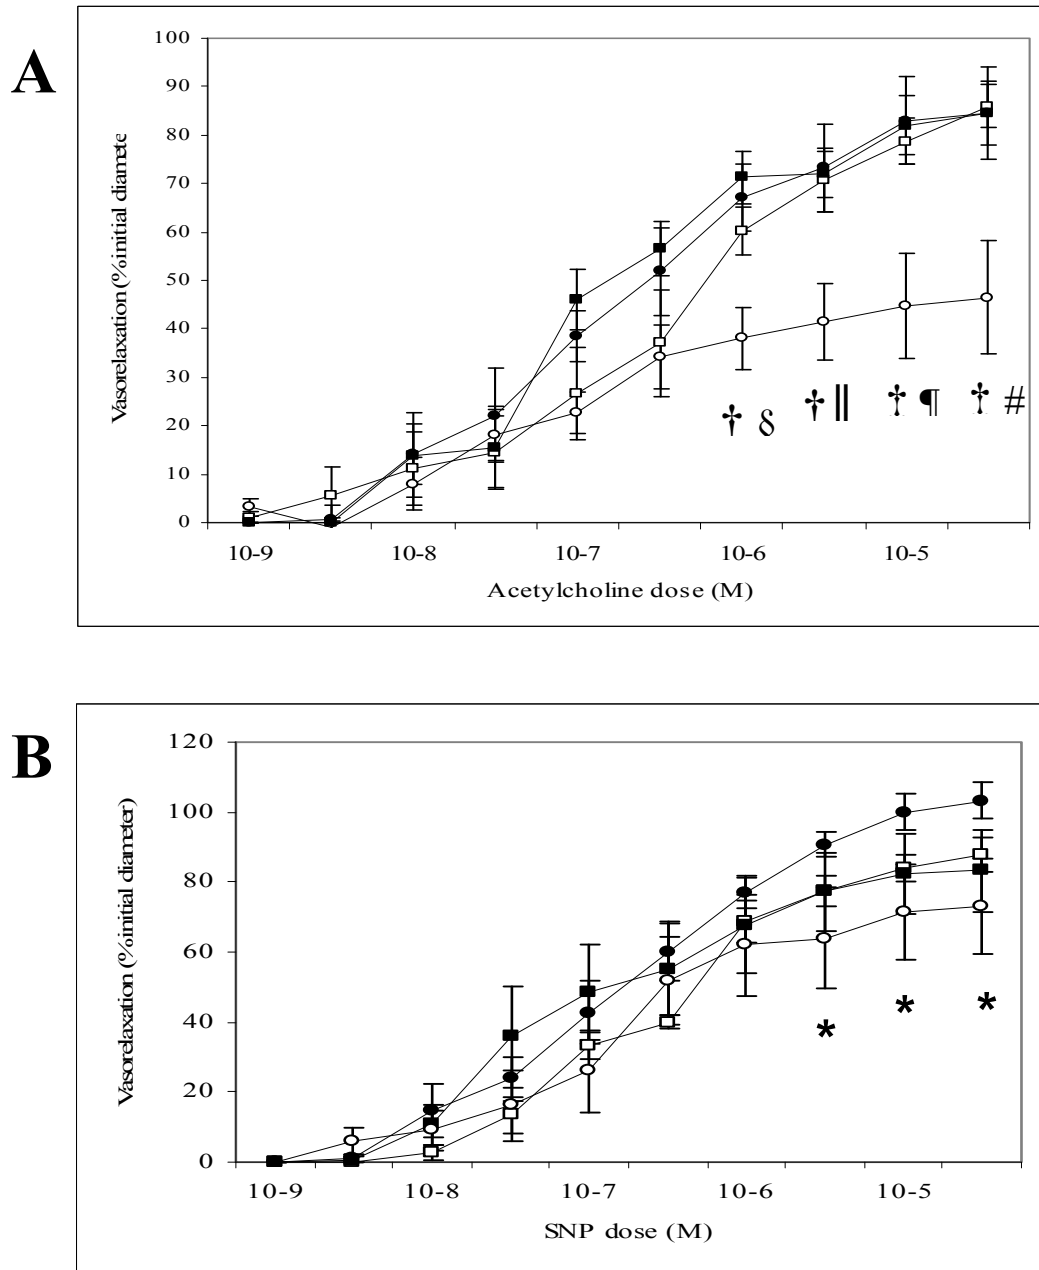 A
100
90
80
70
60
50
40
30
20
10
0
Vasorelaxation (%initial diamete
† § †ǁ ‡ ¶ ‡ #
10-9 10-8 10-7 10-6 10-5
Acetylcholine dose (M)
B
120
100
80
60
40
20
0
Vasorelaxation (%initial diameter)
* * *
10-9 10-8 10-7 10-6 10-5
SNP dose (M)